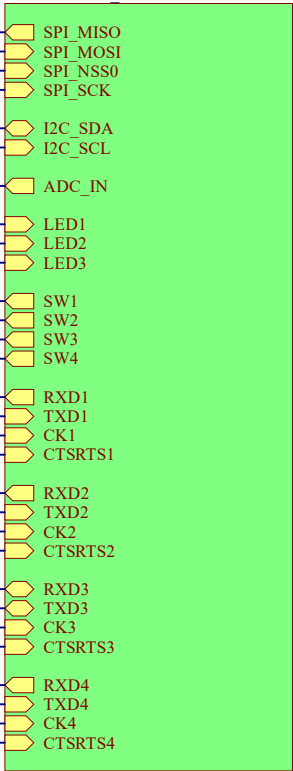 SPI_MISO
SPI_MOSI
SPI_NSS0
SPI_SCK
I2C_SDA
I2C_SCL
ADC_IN
LED1
LED2
LED3
SW1
SW2
SW3
SW4
RXD1
TXD1
CK1
CTSRTS1
RXD2
TXD2
CK2
CTSRTS2
RXD3
TXD3
CK3
CTSRTS3
RXD4
TXD4
CK4
CTSRTS4